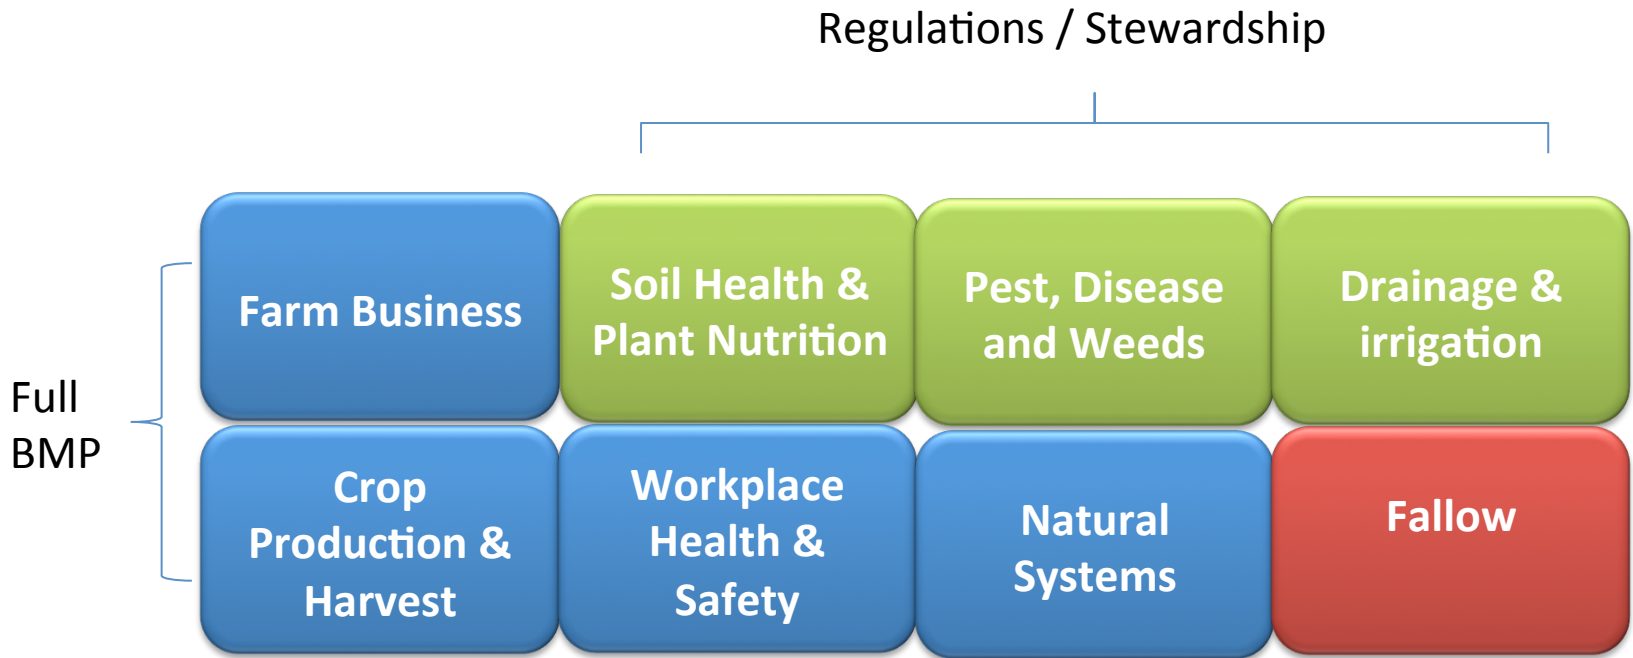 Regulations / Stewardship
Farm Business
Soil Health &
Plant Nutrition
Pest, Disease
and Weeds
Drainage &
irrigation
Full
BMP
Crop
Production &
Harvest
Workplace
Health &
Safety
Natural
Systems
Fallow